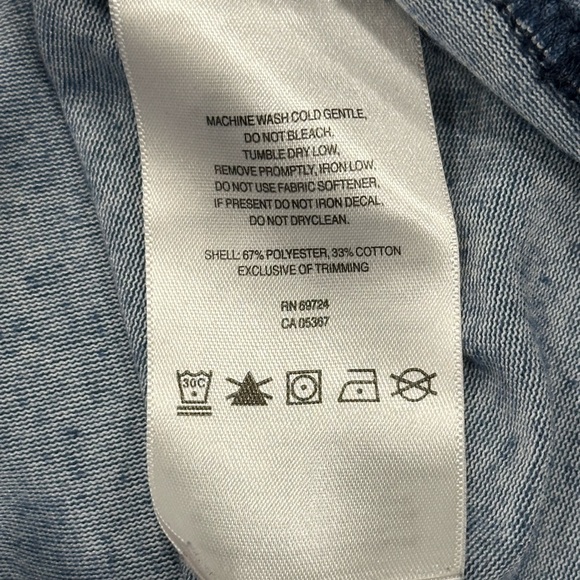 MACHINE WASH COLD GENTLE,
DO NOT BLEACH.
TUMBLE DRY LOW,
REMOVE PROMPTLY, IRON LOW.
DO NOT USE FABRIC SOFTENER,
IF PRESENT DO NOT IRON DECAL.
DO NOT DRYCLEAN.
SHELL: 67% POLYESTER, 33% COTTON
EXCLUSIVE OF TRIMMING
RN 69724
CA 05367
30C